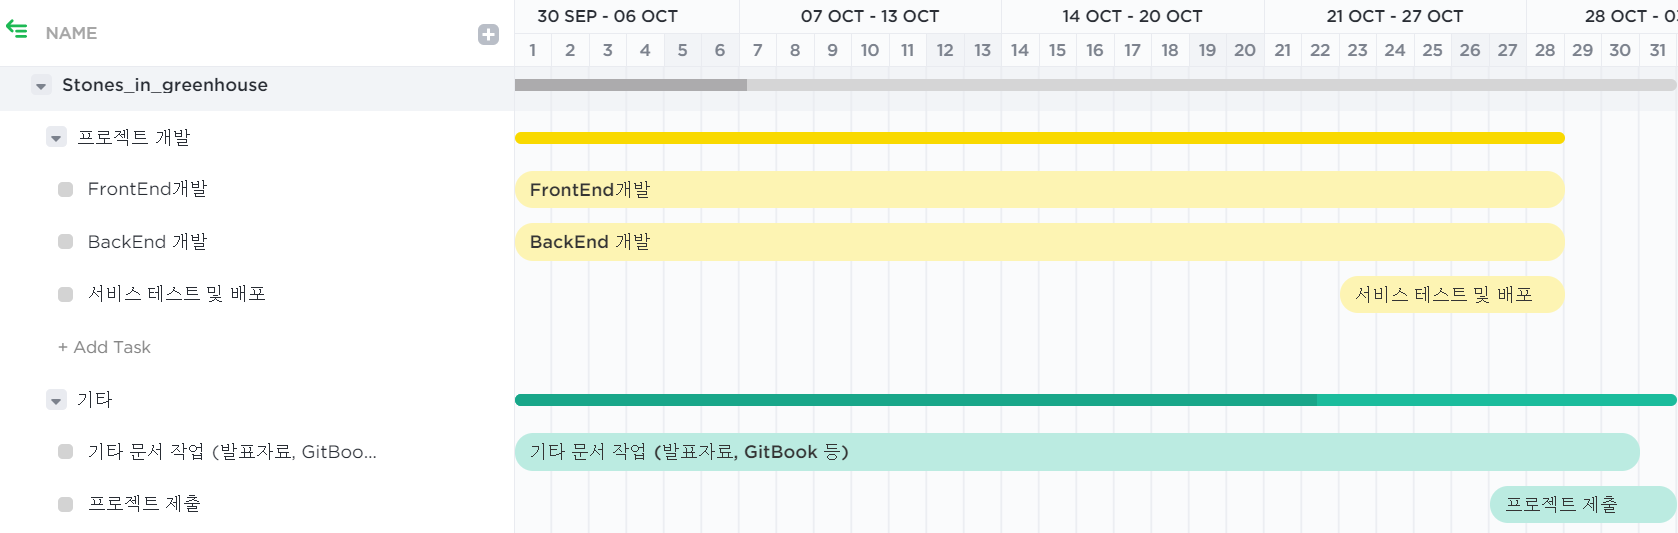 NAME
30 SEP - 06 OCT 07 OCT - 13 OCT 14 OCT - 20 OCT 21 OCT - 27 OCT 28 OCT - 0
1 2 3 4 5 6 7 8 9 10 11 12 13 14 15 16 17 18 19 20 21 22 23 24 25 26 27 28 29 30 31
Stones_in_greenhouse
프로젝트 개발
FrontEnd개발 FrontEnd개발
BackEnd 개발 BackEnd 개발
서비스 테스트 및 배포 서비스 테스트 및 배포
+ Add Task
기타
기타 문서 작업 (발표자료, GitBoo... 기타 문서 작업 (발표자료, GitBook 등)
프로젝트 제출 프로젝트 제출